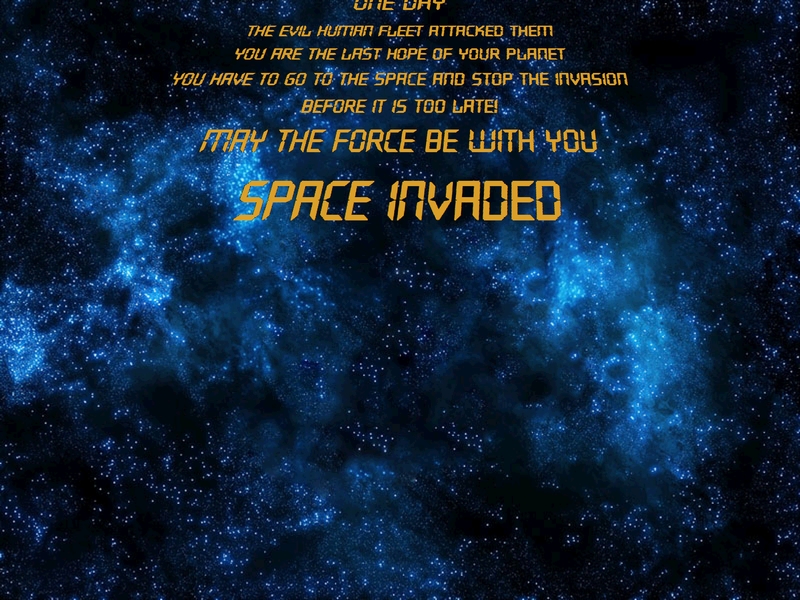 ONE DAY
THE EVIL HUMAN FLEET ATTACKED THEM
YOU ARE THE LAST HOPE OF YOUR PLANET
YOU HAVE TO GO TO THE SPACE AND STOP THE INVASION
BEFORE IT IS TOO LATE!
MAY THE FORCE BE WITH YOU
SPACE INVADED